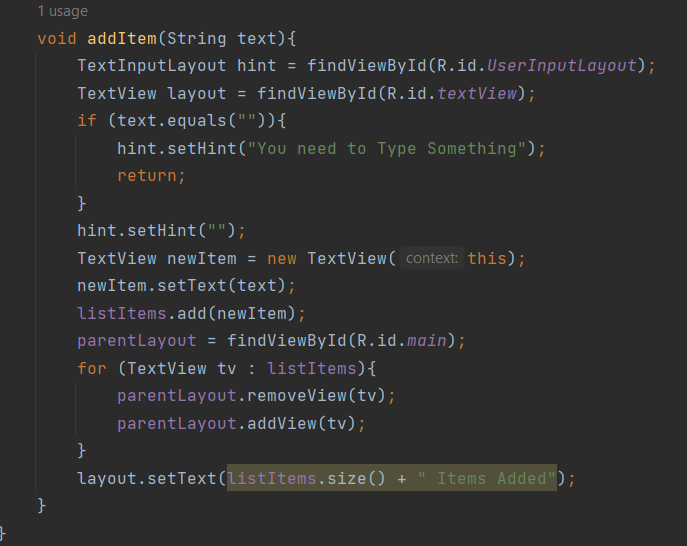 1 usage
void addItem(String text){
TextInputLayout hint = findViewById(R.id.UserInputLayout);
TextView layout = findViewById(R.id.textView);
if (text.equals("")){
hint.setHint("You need to Type Something");
return;
}
hint.setHint("");
TextView newItem = new TextView( context: this);
newItem.setText(text);
listItems.add(newItem);
parentLayout = findViewById(R.id.main);
for (TextView tv : listItems){
parentLayout.removeView(tv);
parentLayout.addView(tv);
}
layout.setText(listItems.size() + " Items Added");
}
}